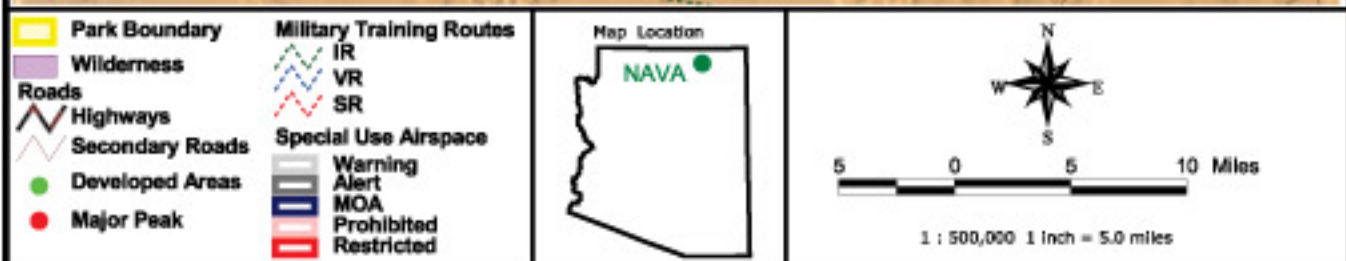 Park Boundary
Wilderness
Roads
Highways
Secondary Roads
Developed Areas
Major Peak
Military Training Routes
IR
VR
SR
Special Use Airspace
Warning
Alert
MOA
Prohibited
Restricted
Map Location
NAVA
N
W E
S
5 0 5 10 Miles
1 : 500,000 1 inch = 5.0 miles